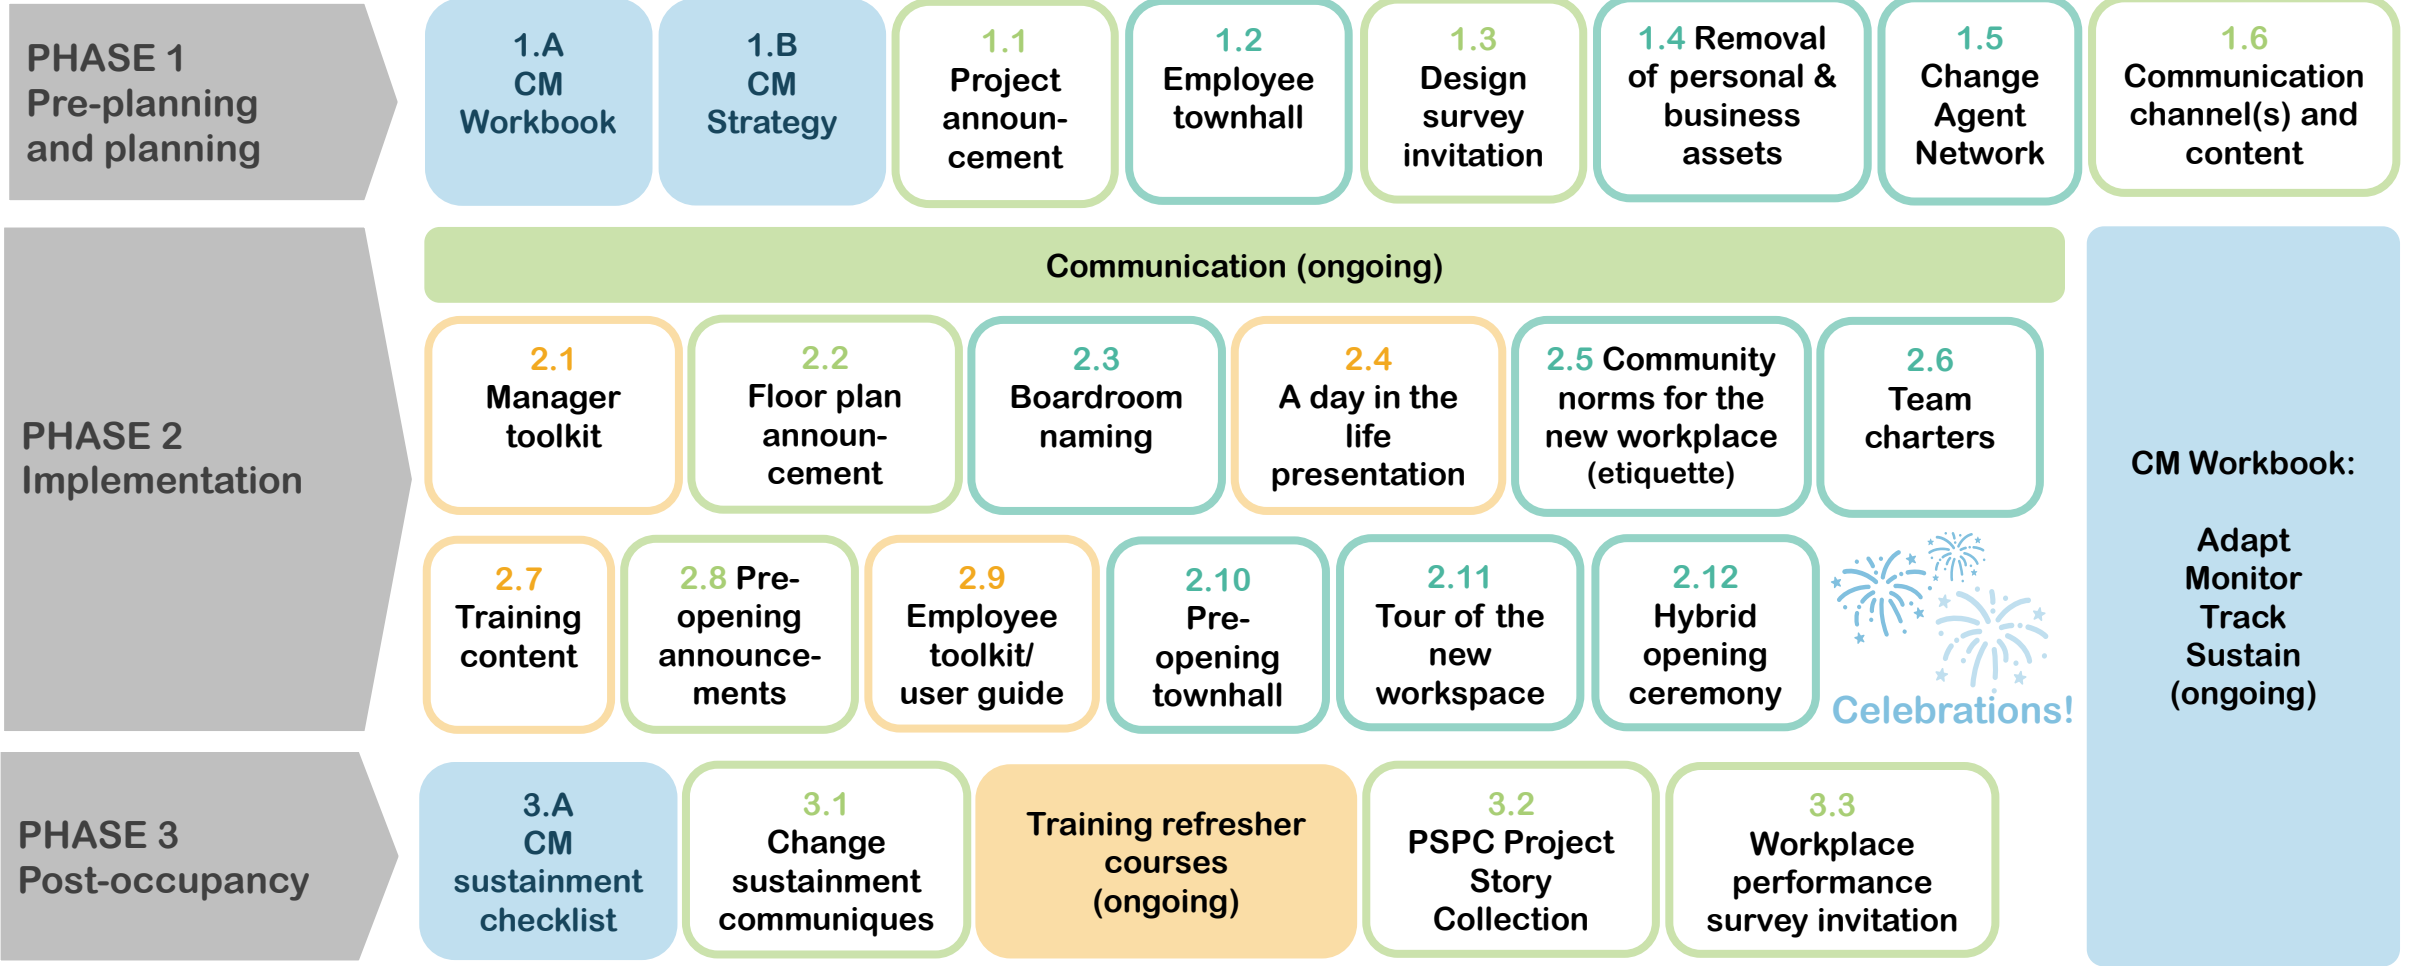 PHASE 1
Pre-planning
and planning
1.A
CM
Workbook
1.B
CM
Strategy
1.1
Project
announ-
cement
1.2
Employee
townhall
1.3
Design
survey
invitation
1.4 Removal
of personal &
business
assets
1.5
Change
Agent
Network
1.6
Communication
channel(s) and
content
PHASE 2
Implementation
Communication (ongoing)
2.1
Manager
toolkit
2.2
Floor plan
announ-
cement
2.3
Boardroom
naming
2.4
A day in the
life
presentation
2.5 Community
norms for the
new workplace
(etiquette)
2.6
Team
charters
2.7
Training
content
2.8 Pre-
opening
announce-
ments
2.9
Employee
toolkit/
user guide
2.10
Pre-
opening
townhall
2.11
Tour of the
new
workspace
2.12
Hybrid
opening
ceremony
Celebrations!
CM Workbook:
Adapt
Monitor
Track
Sustain
(ongoing)
PHASE 3
Post-occupancy
3.A
CM
sustainment
checklist
3.1
Change
sustainment
communiques
Training refresher
courses
(ongoing)
3.2
PSPC Project
Story
Collection
3.3
Workplace
performance
survey invitation